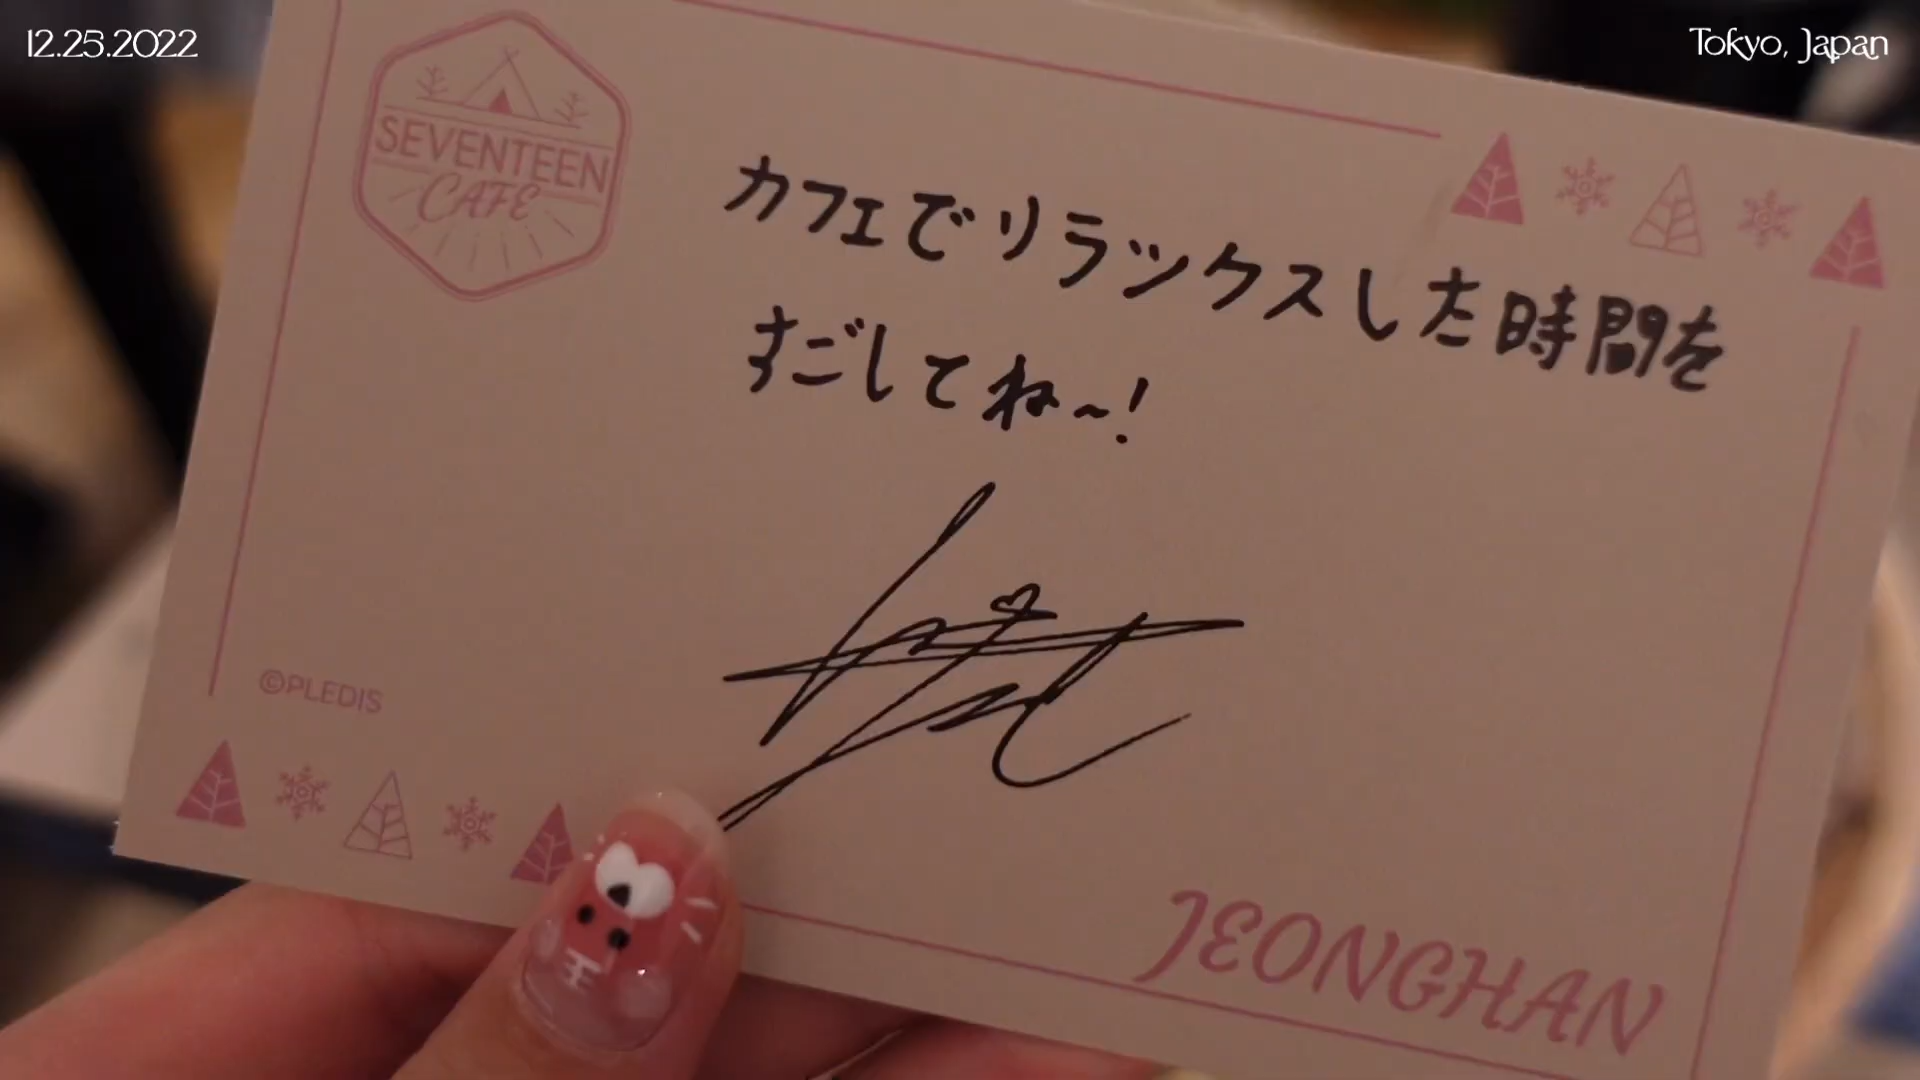 12.25.2022
Tokyo, Japan
SEVENTEEN
CAFE
カフェでリラックスした時間を
すごしてね~!
©PLEDIS
JEONGHAN